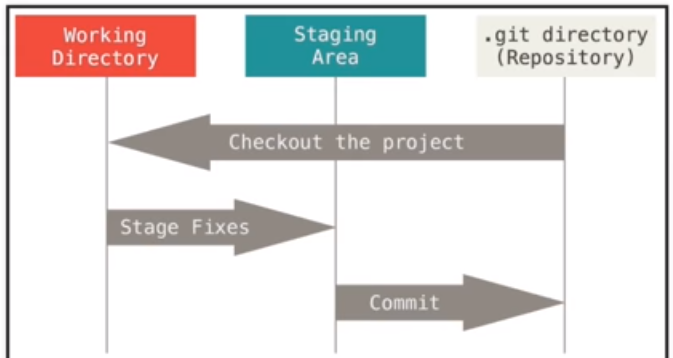 Working
Directory
Staging
Area
.git directory
(Repository)
Checkout the project
Stage Fixes
Commit